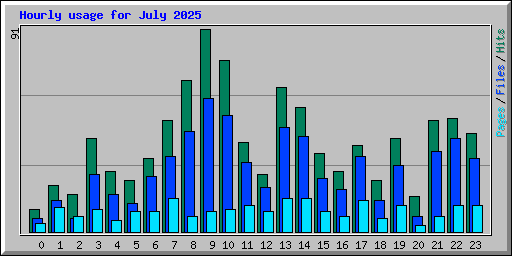 Hourly usage for July 2025
91
Pages / Files / Hits
0 1 2 3 4 5 6 7 8 9 10 11 12 13 14 15 16 17 18 19 20 21 22 23